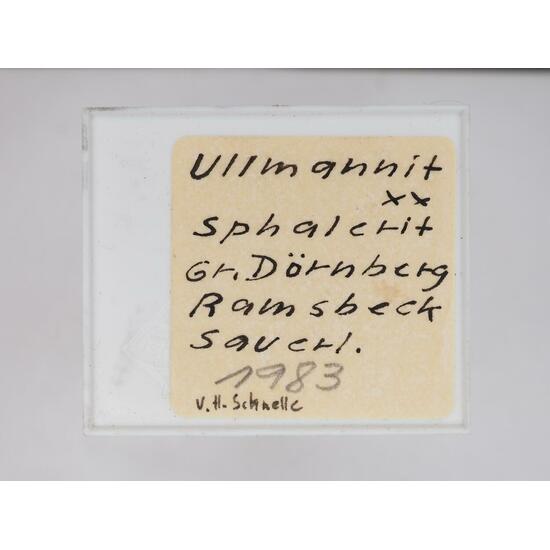 Ullmannit
xx
Sphalerit
Gr. Dörnberg
Ramsbeck
Sauerl.
1983
v. H. Schnelle